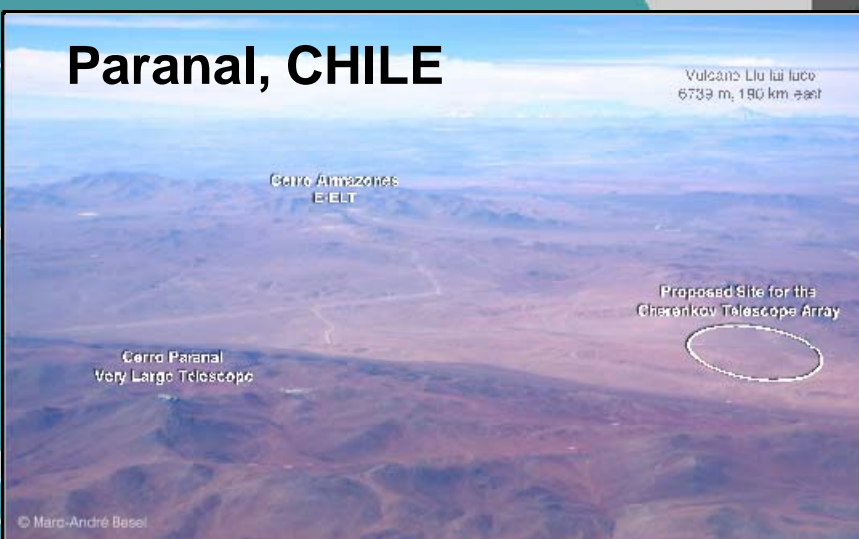 Paranal, CHILE
Vulcano
6739 m, 190 km east
Cerro Armazones
E-ELT
Proposed Site for the
Cherenkov Telescope Array
Cerro Paranal
Very Large Telescope
© Marc-André Besel